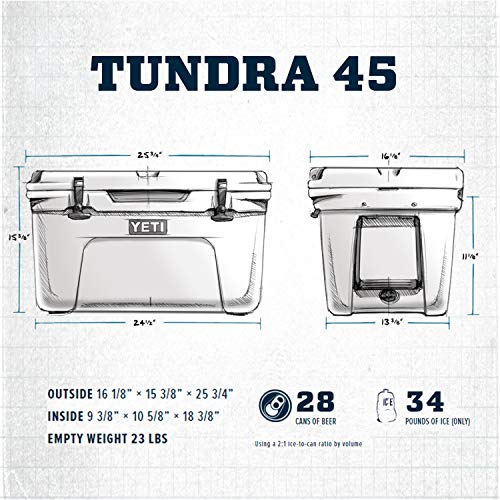 TUNDRA 45
25 3/4"
16 1/8"
15 3/8"
YETI
11 1/8"
24 1/2"
13 3/8"
OUTSIDE 16 1/8" × 15 3/8" × 25 3/4"
INSIDE 9 3/8" × 10 5/8" × 18 3/8"
EMPTY WEIGHT 23 LBS
28
CANS OF BEER
ICE
34
POUNDS OF ICE (ONLY)
Using a 2:1 ice-to-can ratio by volume